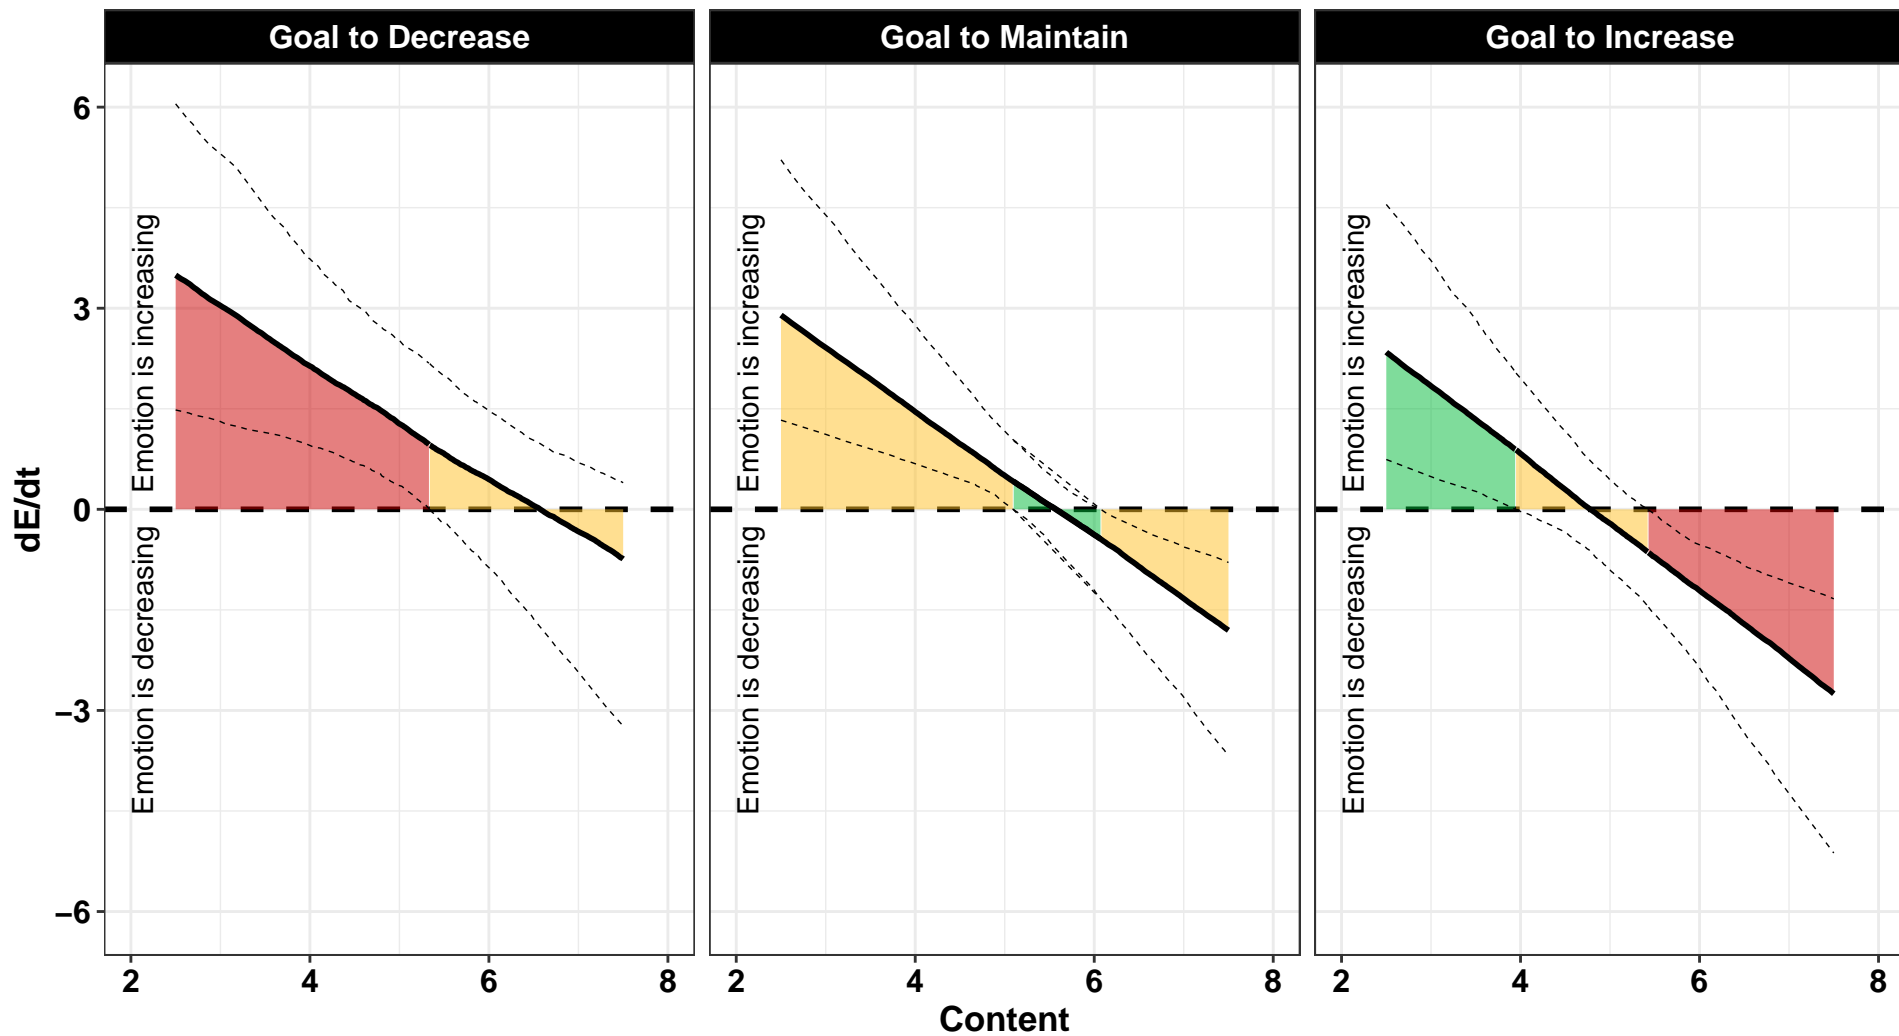 Goal to Decrease
Goal to Maintain
Goal to Increase
dE/dt
6
3
0
−3
−6
Emotion is increasing
Emotion is decreasing
Emotion is increasing
Emotion is decreasing
Emotion is increasing
Emotion is decreasing
2 4 6 8
2 4 6 8
2 4 6 8
Content